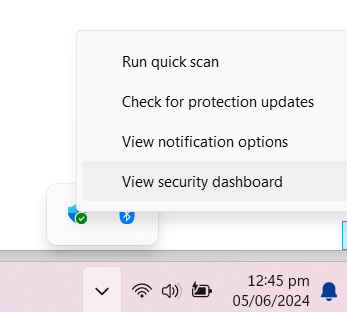 Run quick scan
Check for protection updates
View notification options
View security dashboard
12:45 pm
05/06/2024